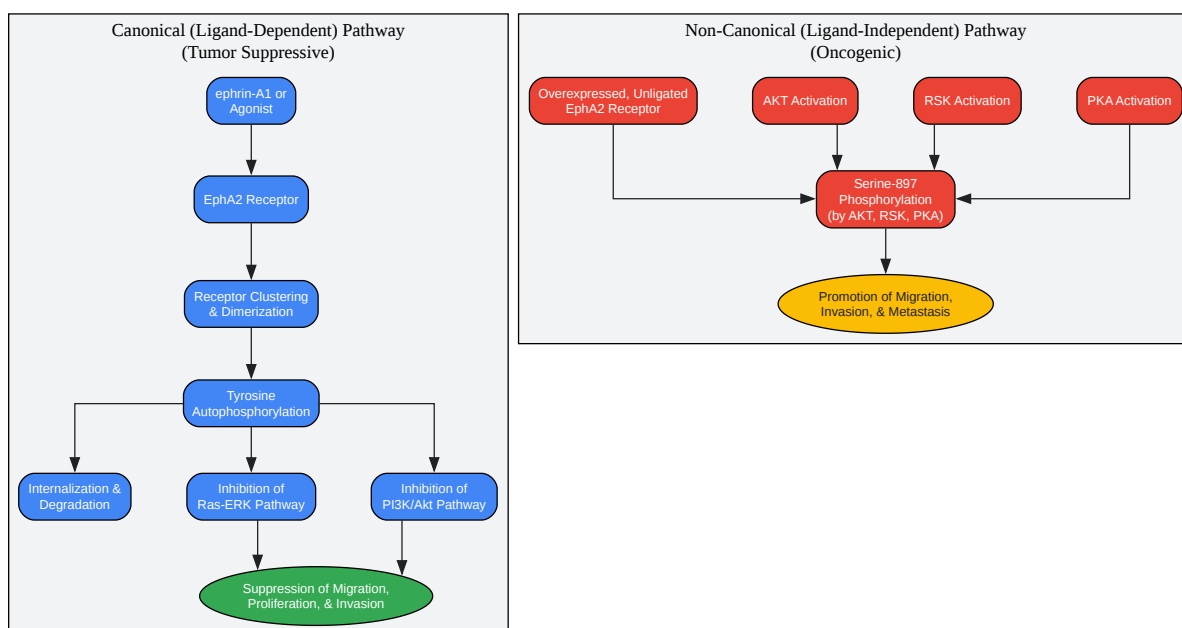 Canonical (Ligand-Dependent) Pathway
(Tumor Suppressive)
ephrin-A1 or
Agonist
EphA2 Receptor
Receptor Clustering
& Dimerization
Tyrosine
Autophosphorylation
Internalization &
Degradation
Inhibition of
Ras-ERK Pathway
Inhibition of
PI3K/Akt Pathway
Suppression of Migration,
Proliferation, & Invasion
Non-Canonical (Ligand-Independent) Pathway
(Oncogenic)
Overexpressed, Unligated
EphA2 Receptor
AKT Activation
RSK Activation
PKA Activation
Serine-897
Phosphorylation
(by AKT, RSK, PKA)
Promotion of Migration,
Invasion, & Metastasis